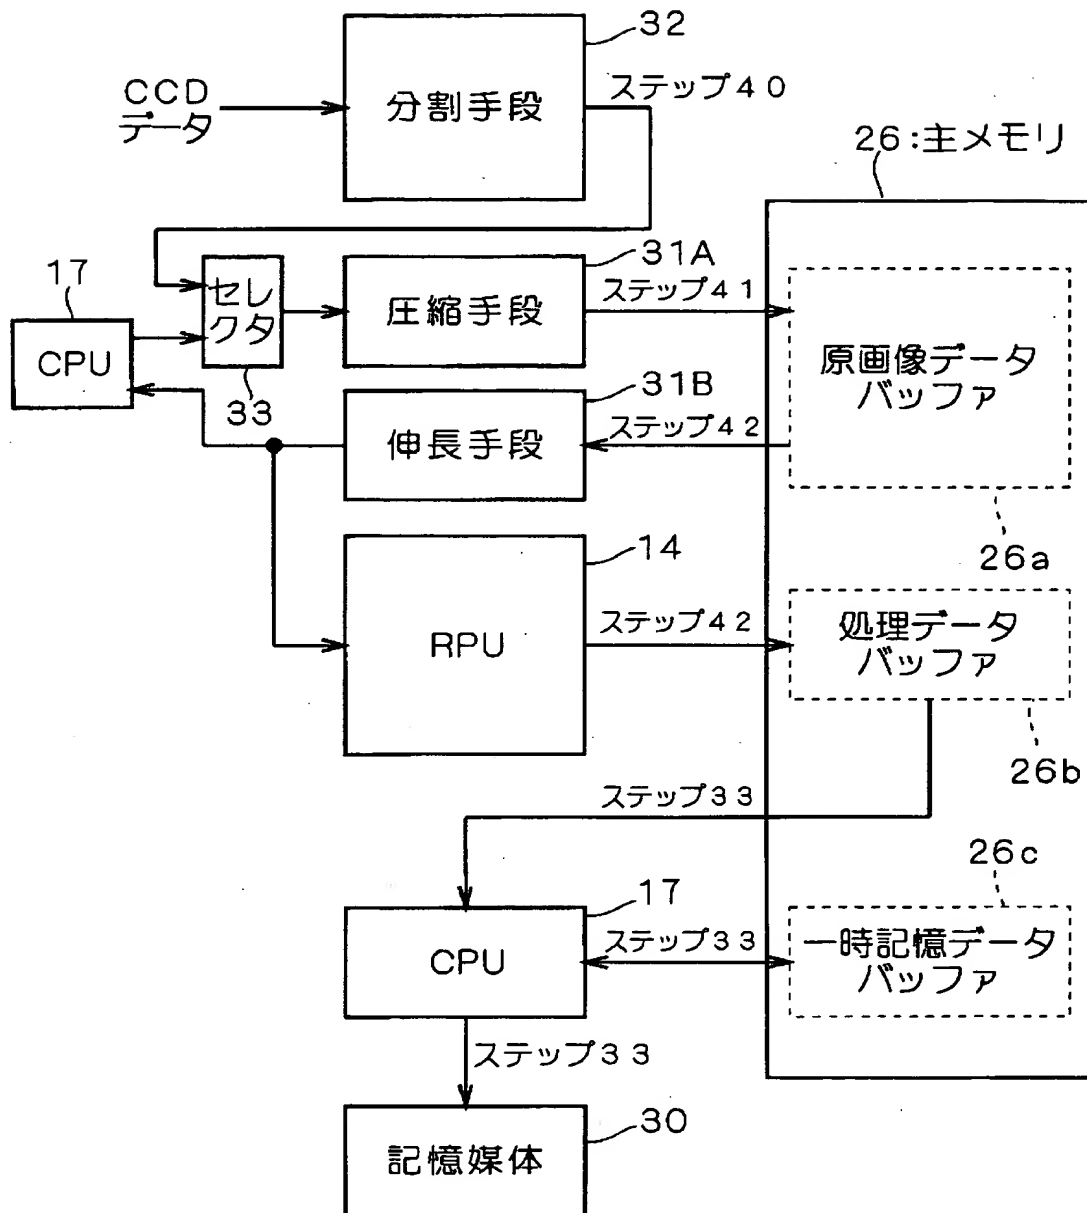 32
CCD
データ
分割手段
ステップ40
26:主メモリ
17
セレ
クタ
31A
圧縮手段
ステップ41
CPU
33
原画像データ
バッファ
31B
伸長手段
ステップ42
26a
14
RPU
ステップ42
処理データ
バッファ
26b
ステップ33
26c
17
CPU
ステップ33
一時記憶データ
バッファ
ステップ33
30
記憶媒体